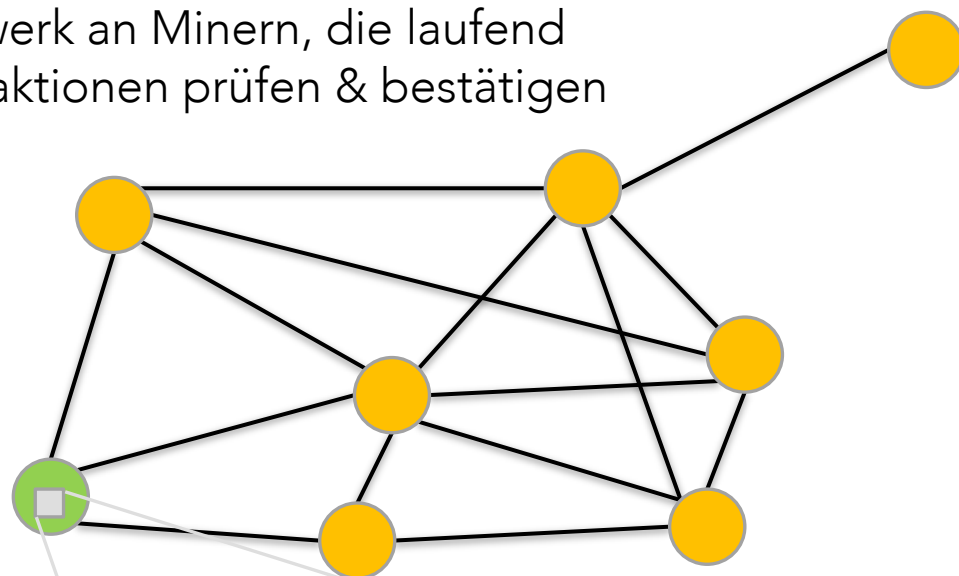 werk an Minern, die laufend
aktionen prüfen & bestätigen